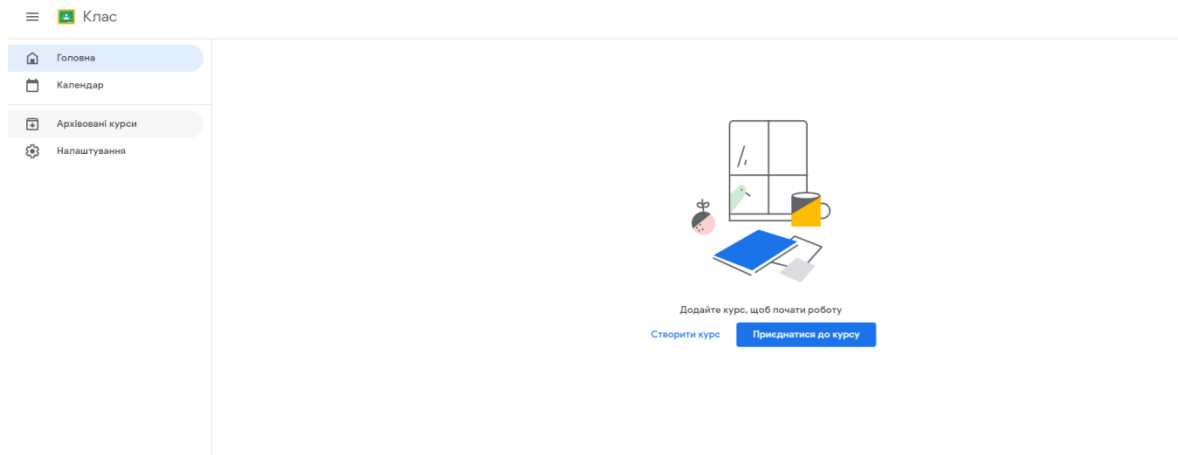 Клас
Головна
Календар
Архівовані курси
Налаштування
Додайте курс, щоб почати роботу
Створити курс
Приєднатися до курсу